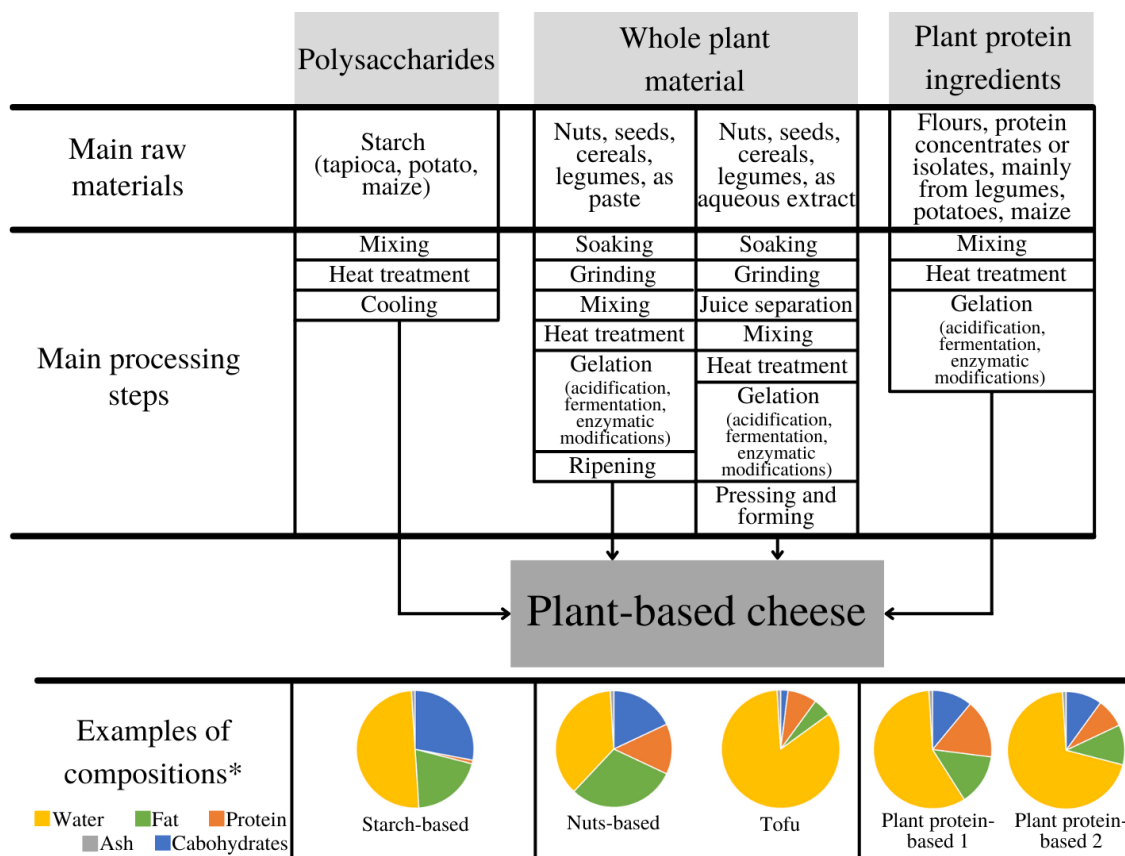 Polysaccharides
Whole plant
material
Plant protein
ingredients
Main raw
materials
Starch
(tapioca, potato,
maize)
Nuts, seeds,
cereals,
legumes, as
paste
Nuts, seeds,
cereals,
legumes, as
aqueous extract
Flours, protein
concentrates or
isolates, mainly
from legumes,
potatoes, maize
Main processing
steps
Mixing
Heat treatment
Cooling
Soaking
Grinding
Mixing
Heat treatment
Gelation
(acidification,
fermentation,
enzymatic
modifications)
Ripening
Soaking
Grinding
Juice separation
Mixing
Heat treatment
Gelation
(acidification,
fermentation,
enzymatic
modifications)
Pressing and
forming
Mixing
Heat treatment
Gelation
(acidification,
fermentation,
enzymatic
modifications)
Plant-based cheese
Examples of
compositions*
Water Fat Protein
Ash Cabohydrates
Starch-based
Nuts-based
Tofu
Plant protein-
based 1
Plant protein-
based 2